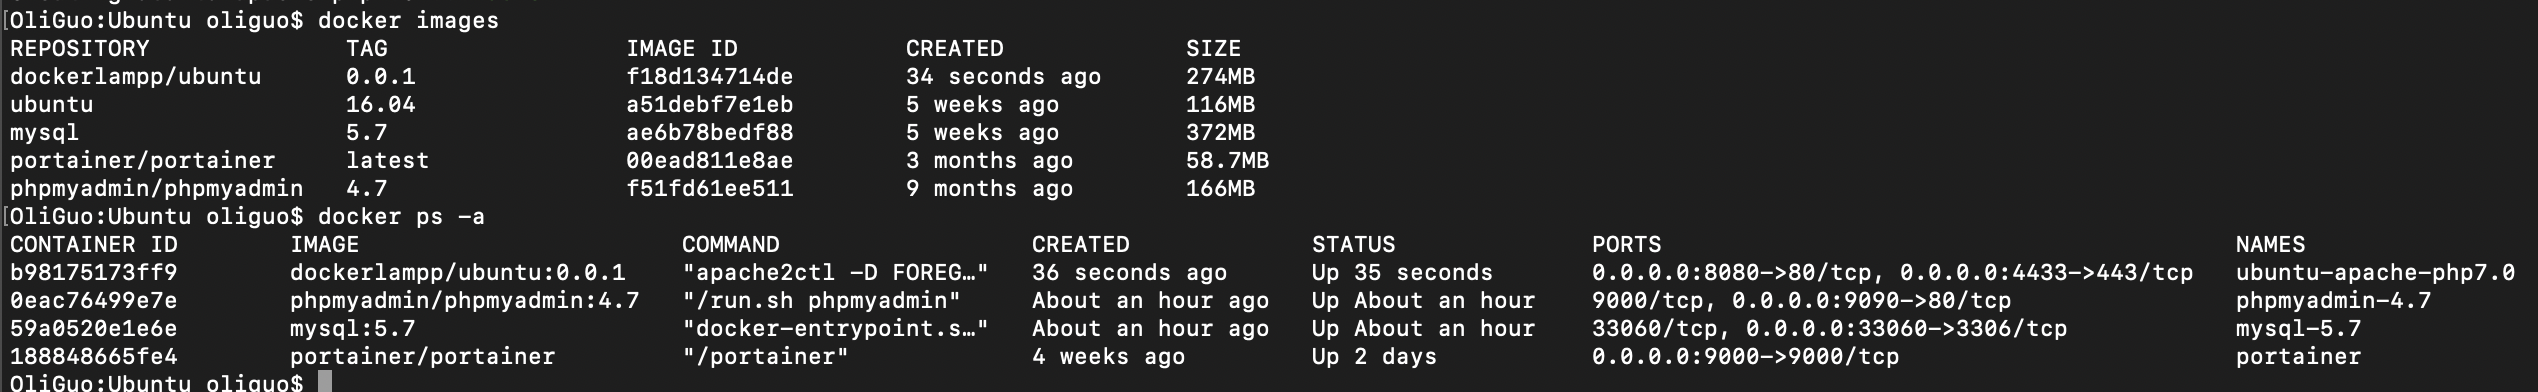 OliGuo:Ubuntu oliguo$ docker images
REPOSITORY TAG IMAGE ID CREATED SIZE
dockerlampp/ubuntu 0.0.1 f18d134714de 34 seconds ago 274MB
ubuntu 16.04 a51debf7e1eb 5 weeks ago 116MB
mysql 5.7 ae6b78bedf88 5 weeks ago 372MB
portainer/portainer latest 00ead811e8ae 3 months ago 58.7MB
phpmyadmin/phpmyadmin 4.7 f51fd61ee511 9 months ago 166MB
OliGuo:Ubuntu oliguo$ docker ps -a
CONTAINER ID IMAGE COMMAND CREATED STATUS PORTS NAMES
b98175173ff9 dockerlampp/ubuntu:0.0.1 "apache2ctl -D FOREG…" 36 seconds ago Up 35 seconds 0.0.0.0:8080->80/tcp, 0.0.0.0:4433->443/tcp ubuntu-apache-php7.0
0eac76499e7e phpmyadmin/phpmyadmin:4.7 "/run.sh phpmyadmin" About an hour ago Up About an hour 9000/tcp, 0.0.0.0:9090->80/tcp phpmyadmin-4.7
59a0520e1e6e mysql:5.7 "docker-entrypoint.s…" About an hour ago Up About an hour 33060/tcp, 0.0.0.0:33060->3306/tcp mysql-5.7
188848665fe4 portainer/portainer "/portainer" 4 weeks ago Up 2 days 0.0.0.0:9000->9000/tcp portainer
OliGuo:Ubuntu oliguo$